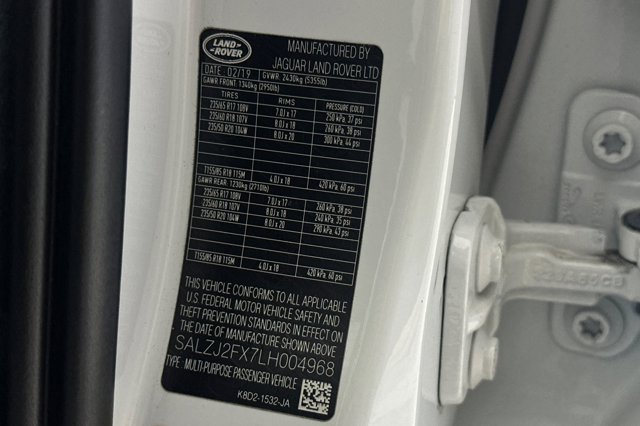 LAND-
ROVER
MANUFACTURED BY
JAGUAR LAND ROVER LTD
DATE 02/19 GVWR 2430kg (5355lb)
GAWR FRONT 1340kg (2950lb)
TIRES RIMS PRESSURE (COLD)
235/65 R17 108V 7.0J x 17 250 kPa, 37 psi
235/60 R18 107V 8.0J x 18 260 kPa, 38 psi
235/50 R20 104W 8.0J x 20 300 kPa, 44 psi
T155/85 R18 115M 4.0J x 18 420 kPa, 60 psi
GAWR REAR: 1230kg (2710lb)
235/65 R17 108V 7.0J x 17 260 kPa, 38 psi
235/60 R18 107V 8.0J x 18 240 kPa, 35 psi
235/50 R20 104W 8.0J x 20 290 kPa, 43 psi
T155/85 R18 115M 4.0J x 18 420 kPa, 60 psi
THIS VEHICLE CONFORMS TO ALL APPLICABLE
U.S. FEDERAL MOTOR VEHICLE SAFETY AND
THEFT PREVENTION STANDARDS IN EFFECT ON
THE DATE OF MANUFACTURE SHOWN ABOVE
SALZJ2FX7LH004968
TYPE: MULTI-PURPOSE PASSENGER VEHICLE
K8D2-1532-JA